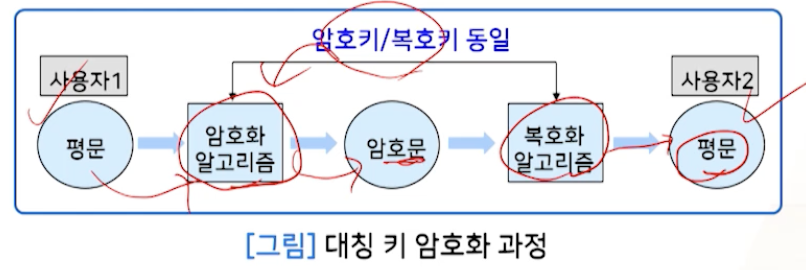 암호키/복호키 동일
사용자1
사용자2
평문
암호화
알고리즘
암호문
복호화
알고리즘
평문
[그림] 대칭 키 암호화 과정